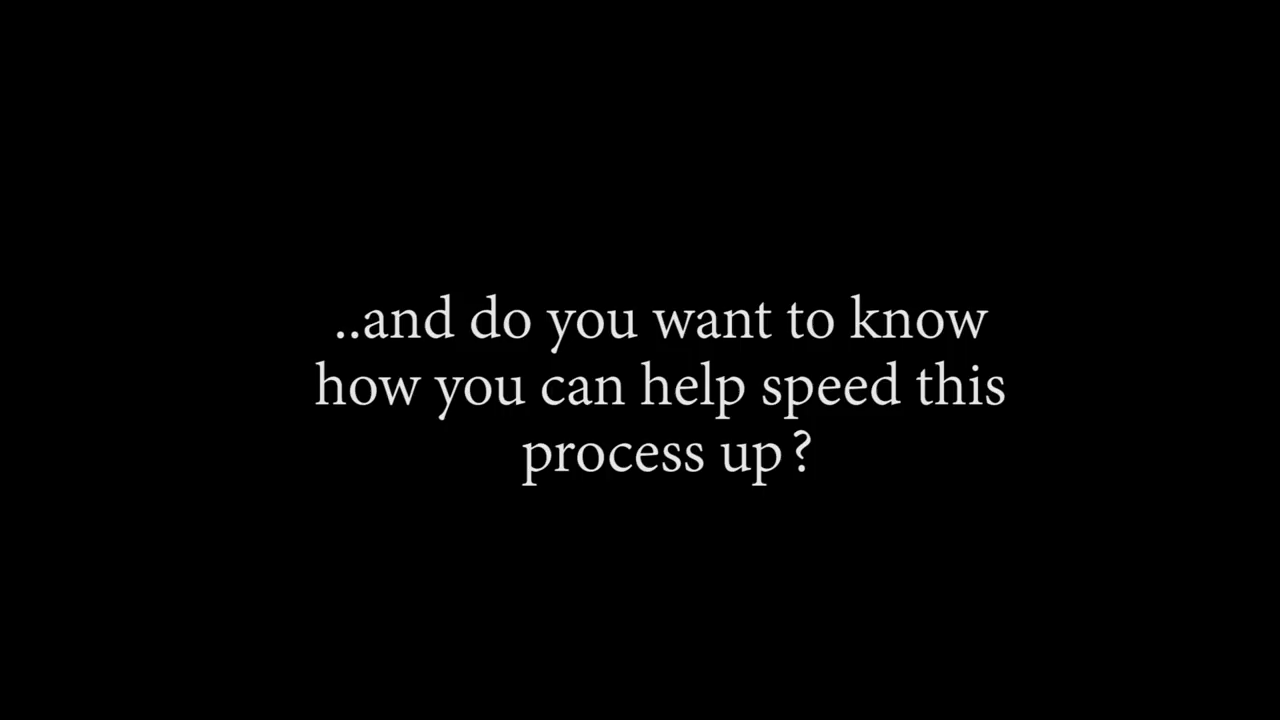 ..and do you want to know
how you can help speed this
process up?